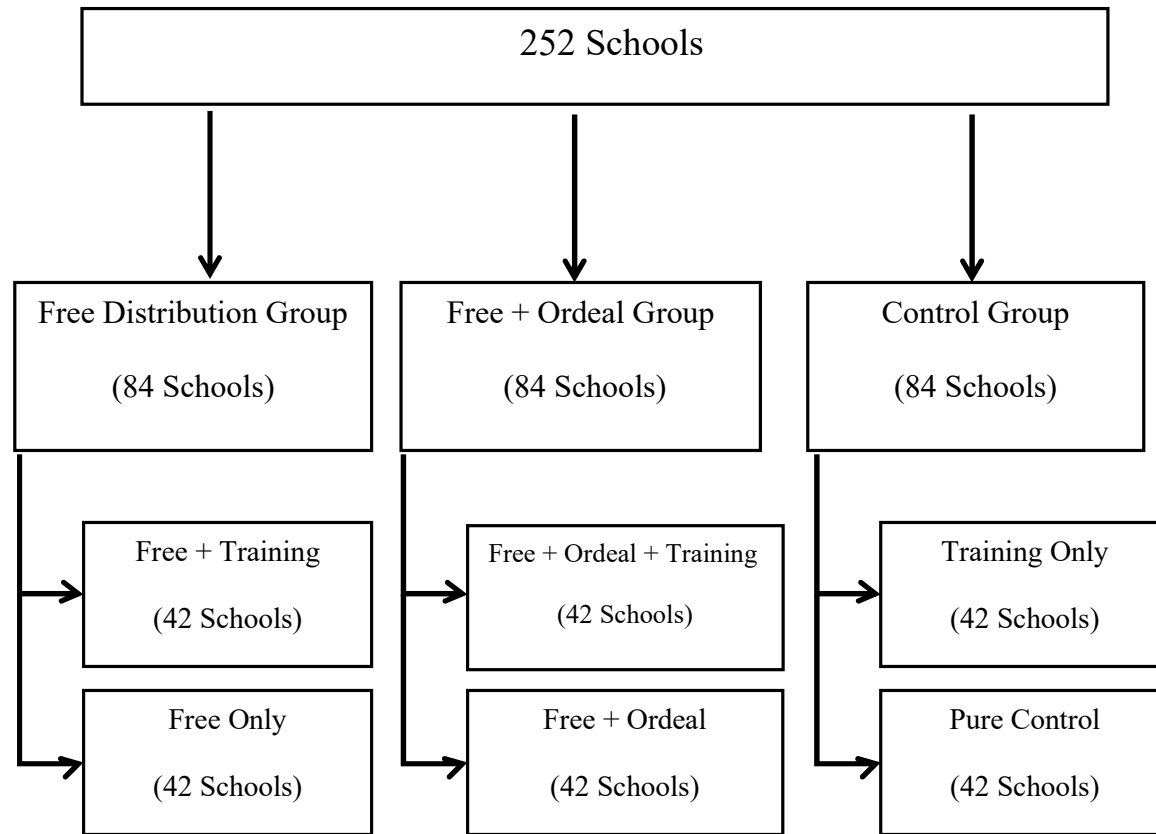 252 Schools
Free Distribution Group
(84 Schools)
Free + Ordeal Group
(84 Schools)
Control Group
(84 Schools)
Free + Training
(42 Schools)
Free + Ordeal + Training
(42 Schools)
Training Only
(42 Schools)
Free Only
(42 Schools)
Free + Ordeal
(42 Schools)
Pure Control
(42 Schools)